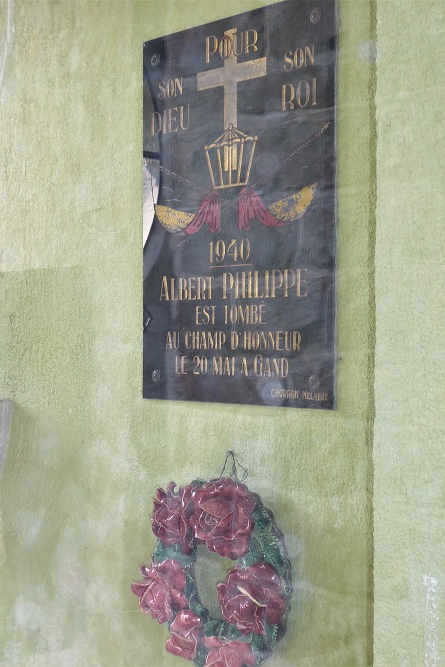 POUR
SON DIEU
SON ROI
1940
ALBERT PHILIPPE
EST TOMBÉ
AU CHAMP D'HONNEUR
LE 20 MAI A GAND